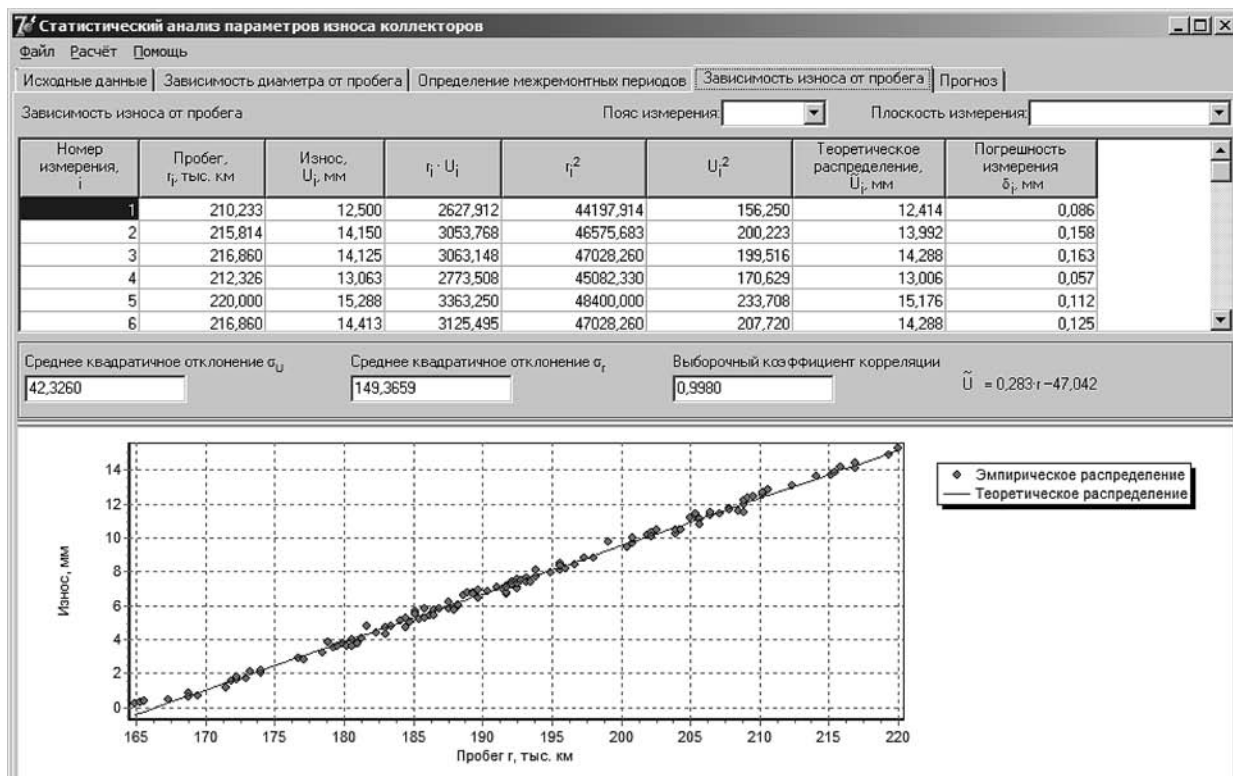 Статистический анализ параметров износа коллекторов
Файл Расчёт Помощь
Исходные данные Зависимость диаметра от пробега Определение межремонтных периодов Зависимость износа от пробега Прогноз
Зависимость износа от пробега Пояс измерения: Плоскость измерения:
Номер измерения, i Пробег, rᵢ, тыс. км Износ, Uᵢ, мм rᵢ · Uᵢ rᵢ² Uᵢ² Теоретическое распределение, Ũᵢ, мм Погрешность измерения δᵢ, мм
1 210,233 12,500 2627,912 44197,914 156,250 12,414 0,086
2 215,814 14,150 3053,768 46575,683 200,223 13,992 0,158
3 216,860 14,125 3063,148 47028,260 199,516 14,288 0,163
4 212,326 13,063 2773,508 45082,330 170,629 13,006 0,057
5 220,000 15,288 3363,250 48400,000 233,708 15,176 0,112
6 216,860 14,413 3125,495 47028,260 207,720 14,288 0,125
Среднее квадратичное отклонение σU Среднее квадратичное отклонение σr Выборочный коэффициент корреляции
42,3260 149,3659 0,9980 Ũ = 0,283·r −47,042
14
12
10
8
6
4
2
0
Износ, мм
165 170 175 180 185 190 195 200 205 210 215 220
Пробег r, тыс. км
Эмпирическое распределение
Теоретическое распределение